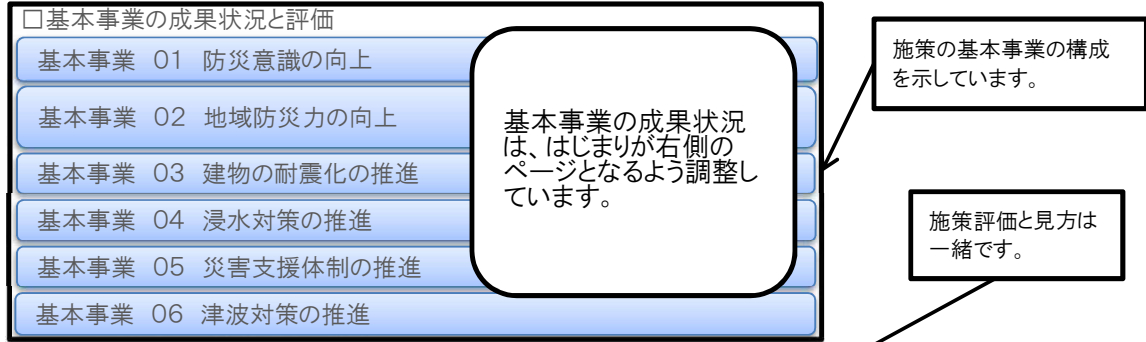 □基本事業の成果状況と評価
基本事業 01 防災意識の向上
基本事業 02 地域防災力の向上
基本事業 03 建物の耐震化の推進
基本事業 04 浸水対策の推進
基本事業 05 災害支援体制の推進
基本事業 06 津波対策の推進
基本事業の成果状況
は、はじまりが右側の
ページとなるよう調整し
ています。
施策の基本事業の構成
を示しています。
施策評価と見方は
一緒です。